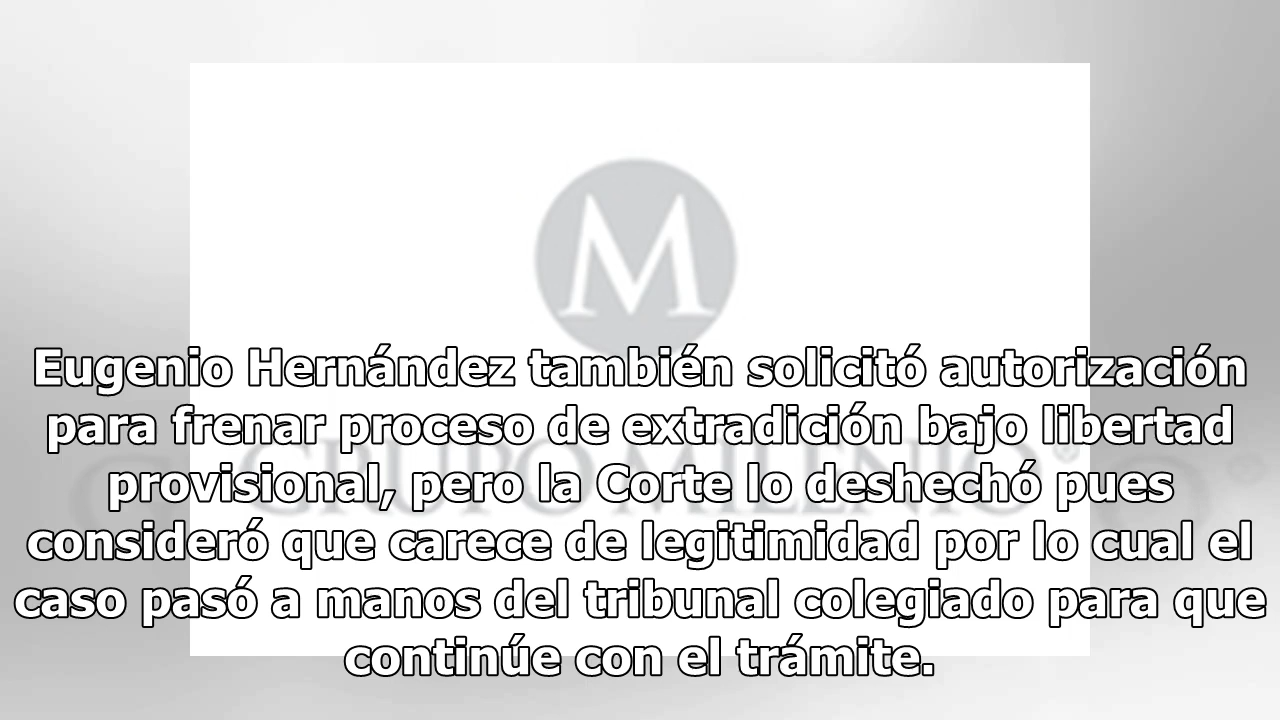 M
Eugenio Hernández también solicitó autorización
para frenar proceso de extradición bajo libertad
provisional, pero la Corte lo deshechó pues
consideró que carece de legitimidad por lo cual el
caso pasó a manos del tribunal colegiado para que
continúe con el trámite.
GRUPO MILENIO®